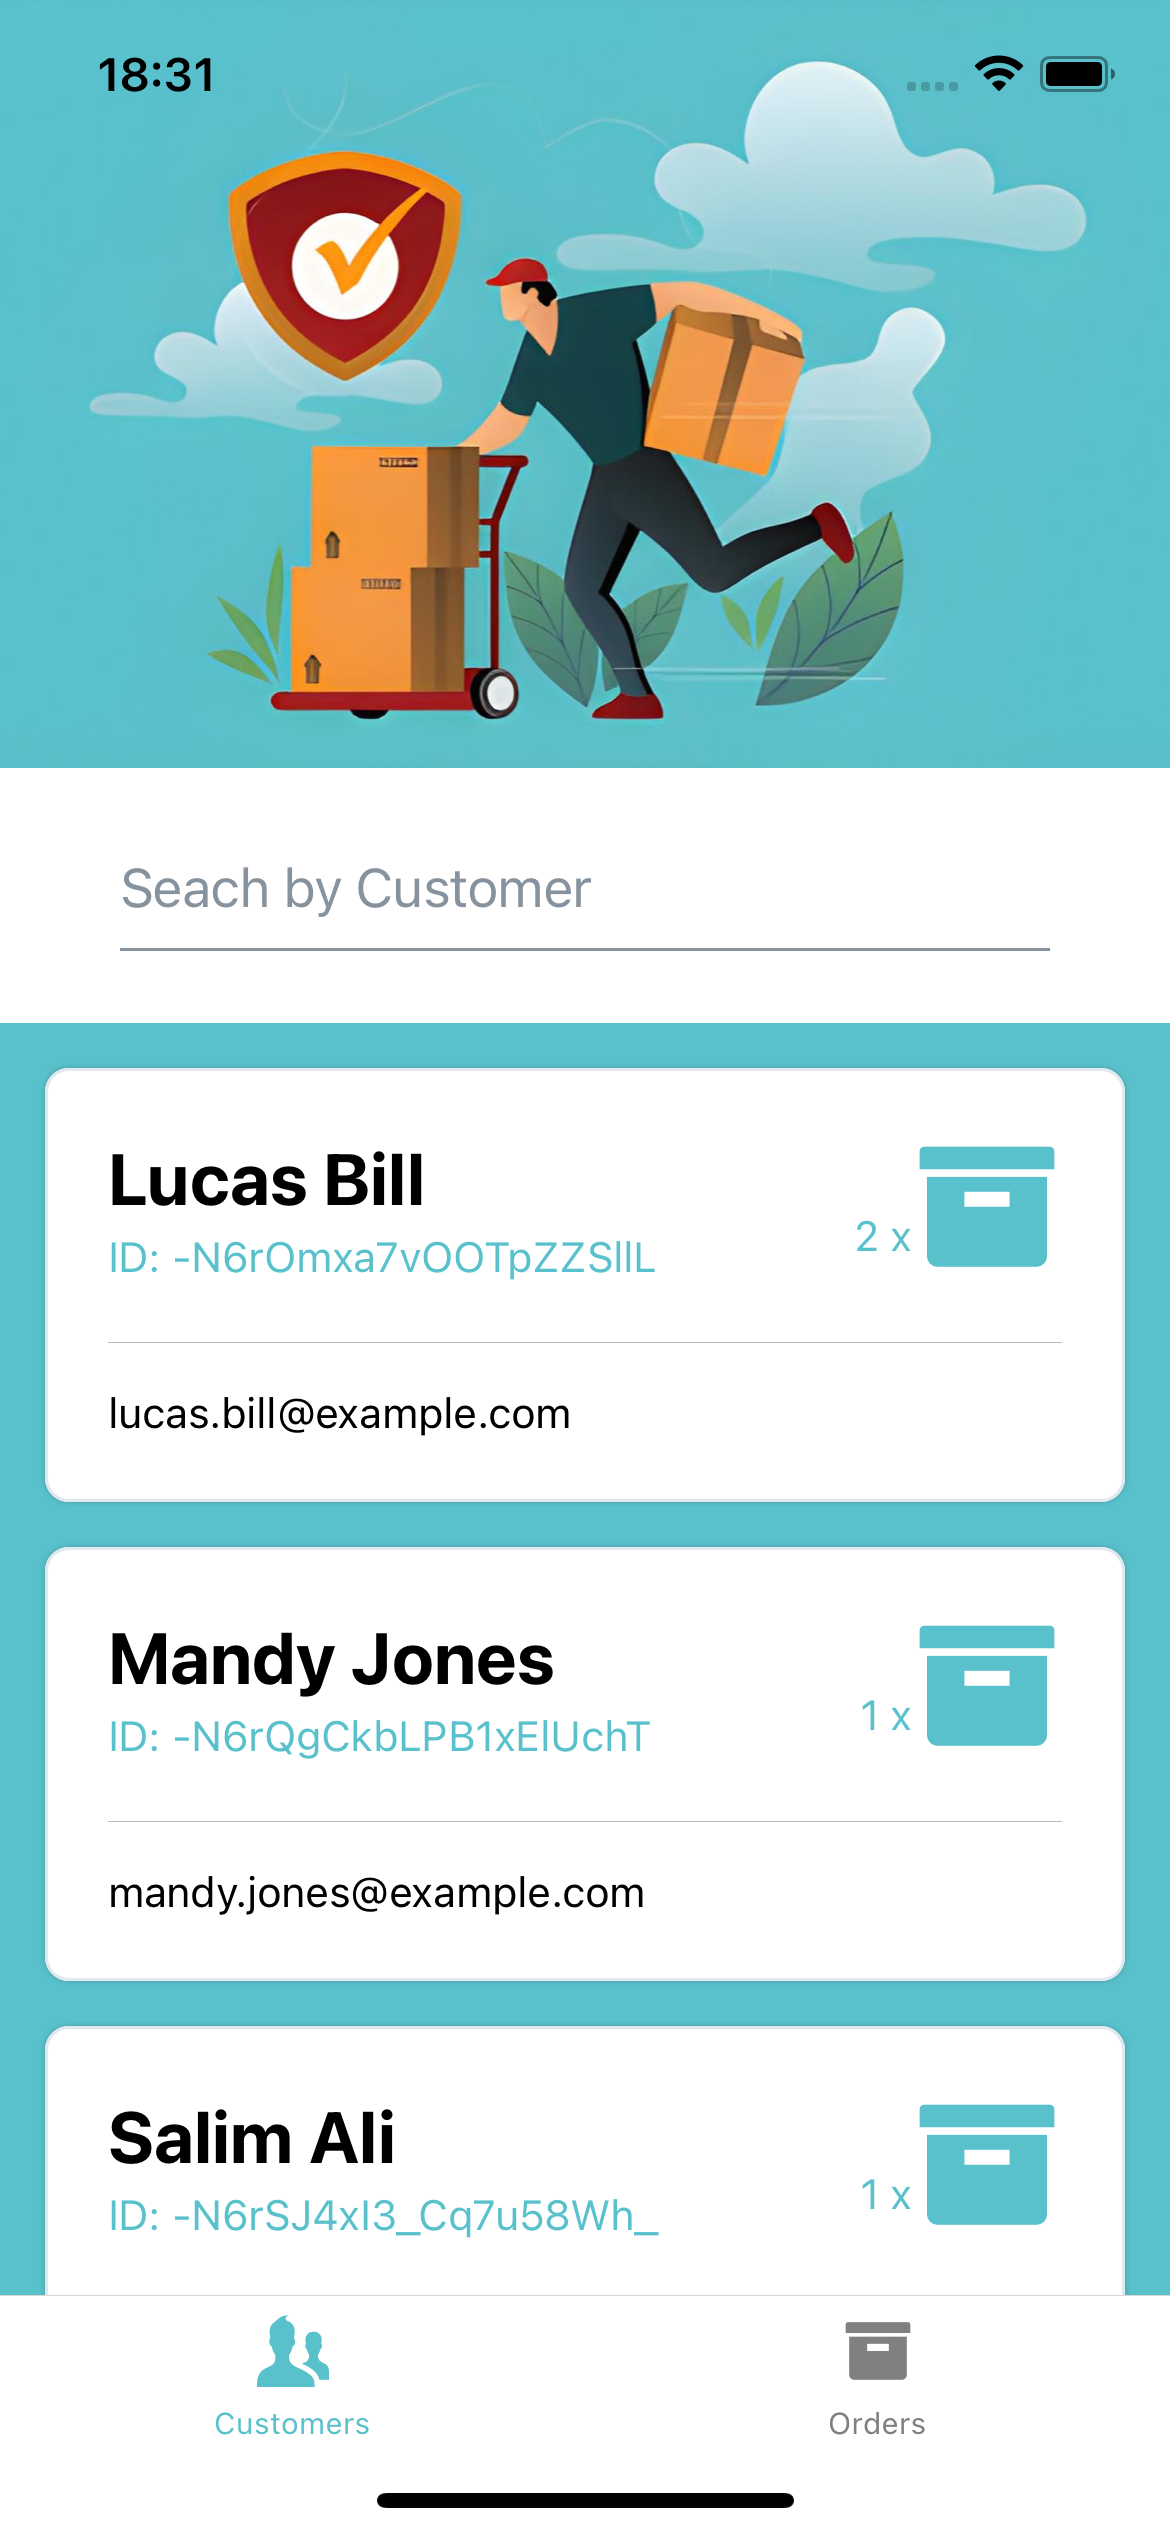 18:31
Seach by Customer
Lucas Bill
ID: -N6rOmxa7vOOTpZZSllL
2 x
lucas.bill@example.com
Mandy Jones
ID: -N6rQgCkbLPB1xElUchT
1 x
mandy.jones@example.com
Salim Ali
ID: -N6rSJ4xI3_Cq7u58Wh_
1 x
Customers
Orders